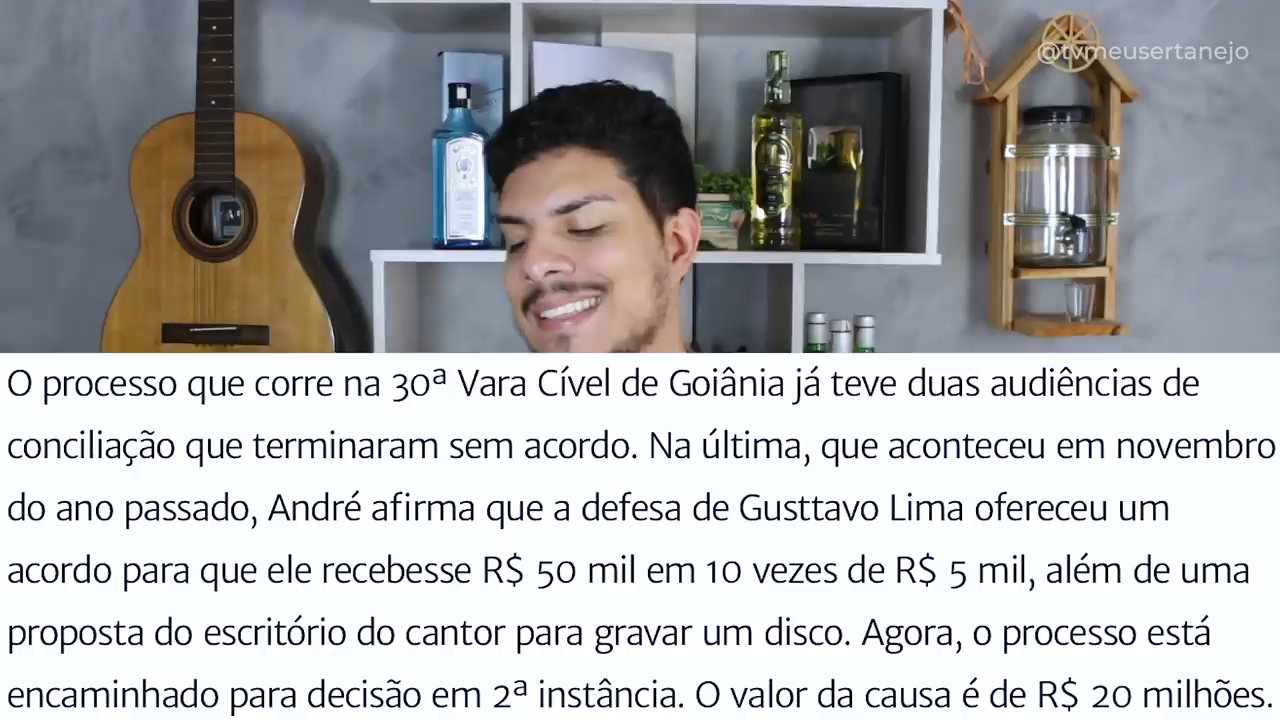 @tvmeusertanejo
O processo que corre na 30ª Vara Cível de Goiânia já teve duas audiências de
conciliação que terminaram sem acordo. Na última, que aconteceu em novembro
do ano passado, André afirma que a defesa de Gusttavo Lima ofereceu um
acordo para que ele recebesse R$ 50 mil em 10 vezes de R$ 5 mil, além de uma
proposta do escritório do cantor para gravar um disco. Agora, o processo está
encaminhado para decisão em 2ª instância. O valor da causa é de R$ 20 milhões.